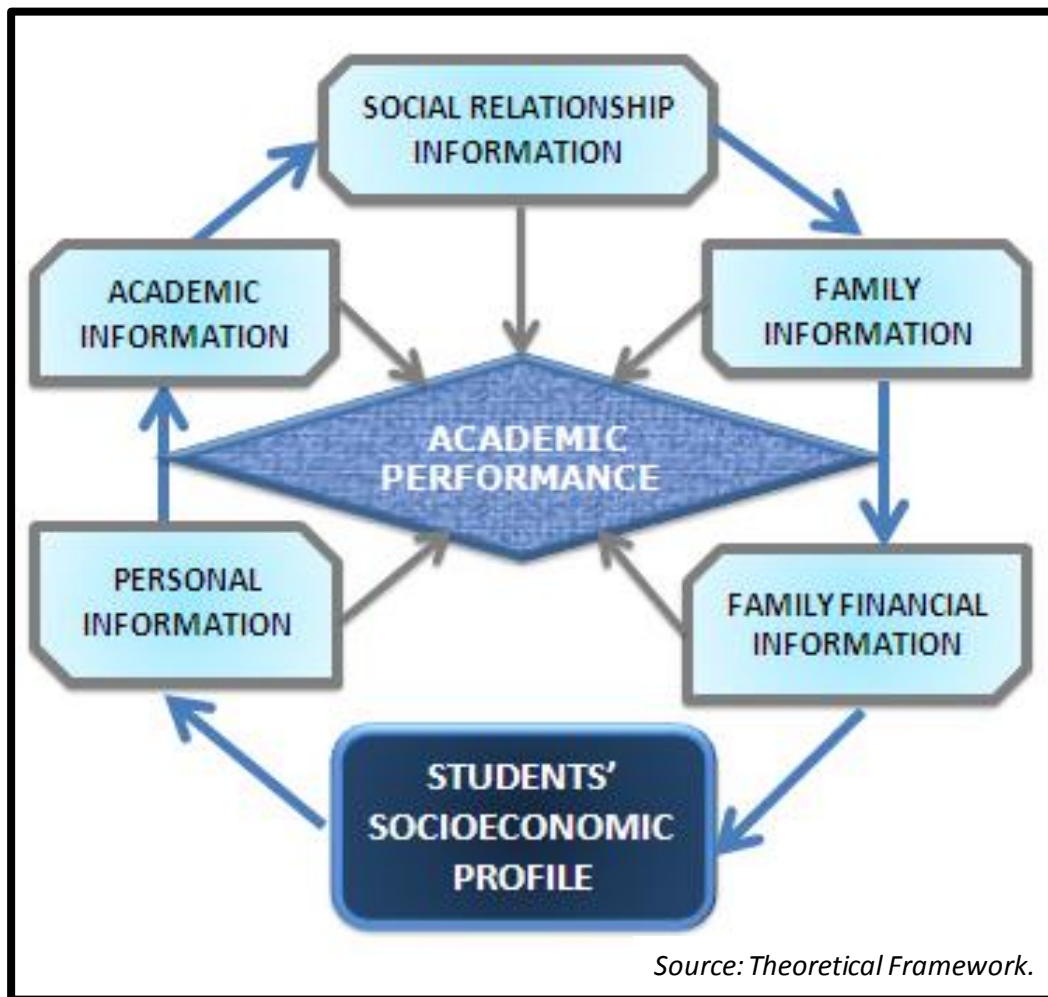 SOCIAL RELATIONSHIP
INFORMATION
ACADEMIC
INFORMATION
FAMILY
INFORMATION
ACADEMIC
PERFORMANCE
PERSONAL
INFORMATION
FAMILY FINANCIAL
INFORMATION
STUDENTS’
SOCIOECONOMIC
PROFILE
Source: Theoretical Framework.